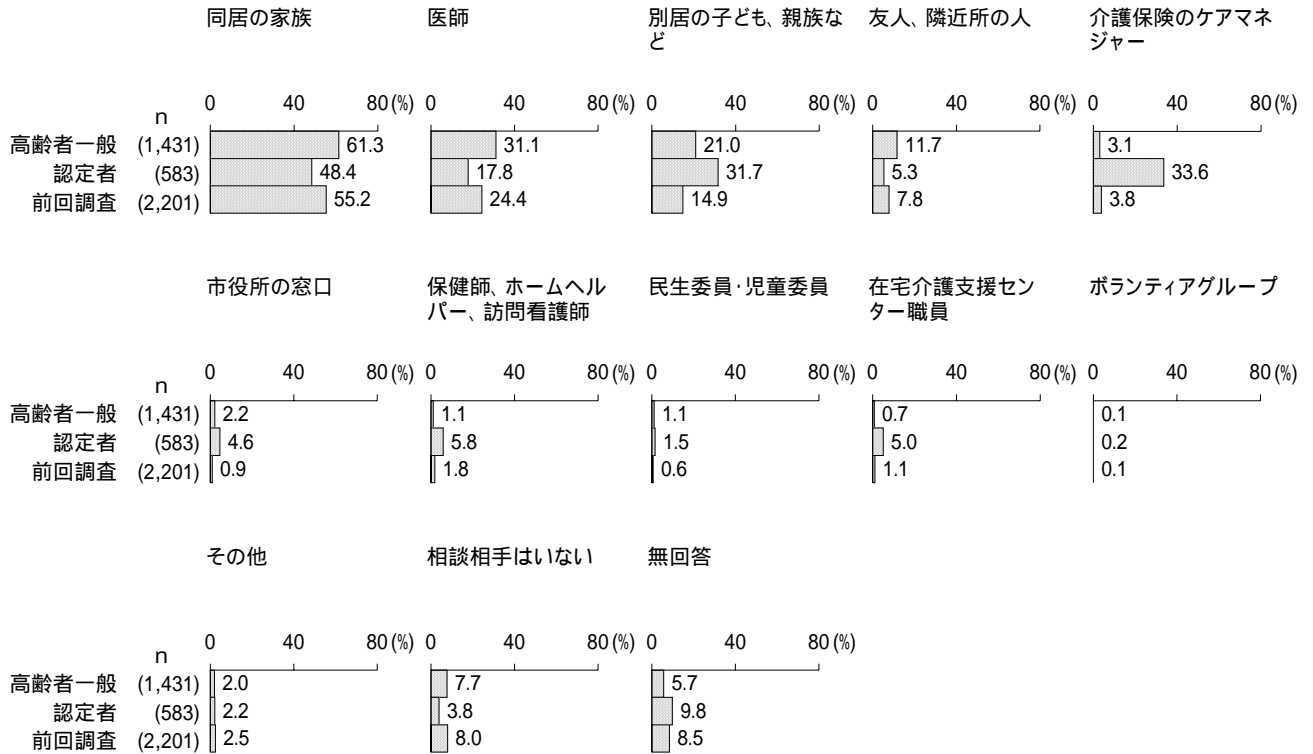 同居の家族 医師 別居の子ども、親族な 友人、隣近所の人 介護保険のケアマネ
ど ジャー
0 40 80(%) 0 40 80(%) 0 40 80(%) 0 40 80(%) 0 40 80(%)
n
高齢者一般 (1,431) 61.3 31.1 21.0 11.7 3.1
認定者 (583) 48.4 17.8 31.7 5.3 33.6
前回調査 (2,201) 55.2 24.4 14.9 7.8 3.8
市役所の窓口 保健師、ホームヘル 民生委員・児童委員 在宅介護支援セン ボランティアグループ
パー、訪問看護師 ター職員
0 40 80(%) 0 40 80(%) 0 40 80(%) 0 40 80(%) 0 40 80(%)
n
高齢者一般 (1,431) 2.2 1.1 1.1 0.7 0.1
認定者 (583) 4.6 5.8 1.5 5.0 0.2
前回調査 (2,201) 0.9 1.8 0.6 1.1 0.1
その他 相談相手はいない 無回答
0 40 80(%) 0 40 80(%) 0 40 80(%)
n
高齢者一般 (1,431) 2.0 7.7 5.7
認定者 (583) 2.2 3.8 9.8
前回調査 (2,201) 2.5 8.0 8.5